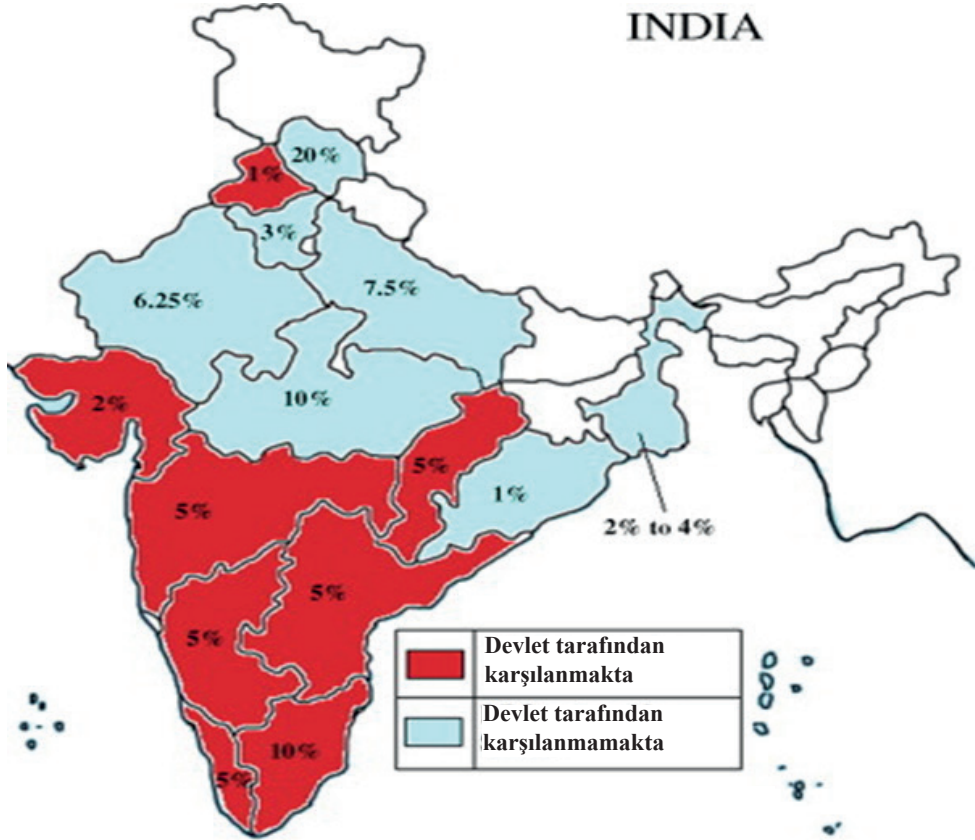 INDIA
20%
1%
3%
6.25%
7.5%
2%
10%
5%
1%
5%
2% to 4%
5%
5%
10%
5%
Devlet tarafından
karşılanmakta
Devlet tarafından
karşılanmamakta